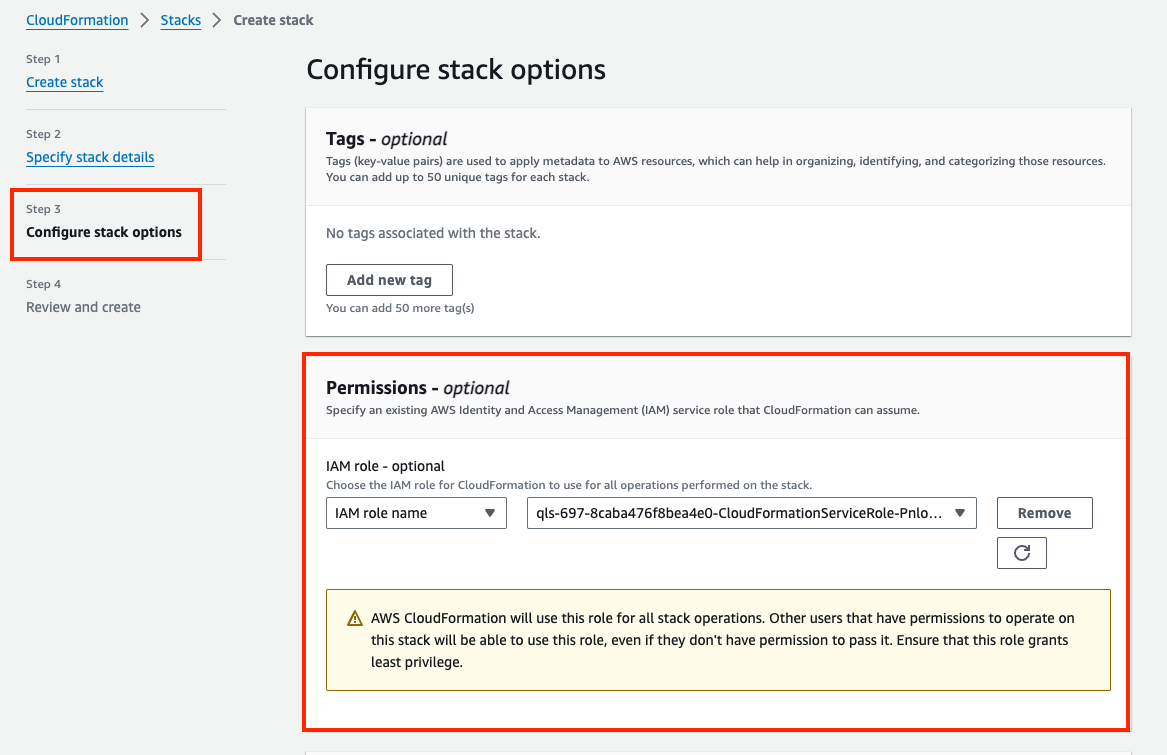 CloudFormation > Stacks > Create stack
Step 1
Create stack
Step 2
Specify stack details
Step 3
Configure stack options
Step 4
Review and create
Configure stack options
Tags - optional
Tags (key-value pairs) are used to apply metadata to AWS resources, which can help in organizing, identifying, and categorizing those resources.
You can add up to 50 unique tags for each stack.
No tags associated with the stack.
Add new tag
You can add 50 more tag(s)
Permissions - optional
Specify an existing AWS Identity and Access Management (IAM) service role that CloudFormation can assume.
IAM role - optional
Choose the IAM role for CloudFormation to use for all operations performed on the stack.
IAM role name
qls-697-8caba476f8bea4e0-CloudFormationServiceRole-Pnlo...
Remove
AWS CloudFormation will use this role for all stack operations. Other users that have permissions to operate on
this stack will be able to use this role, even if they don't have permission to pass it. Ensure that this role grants
least privilege.